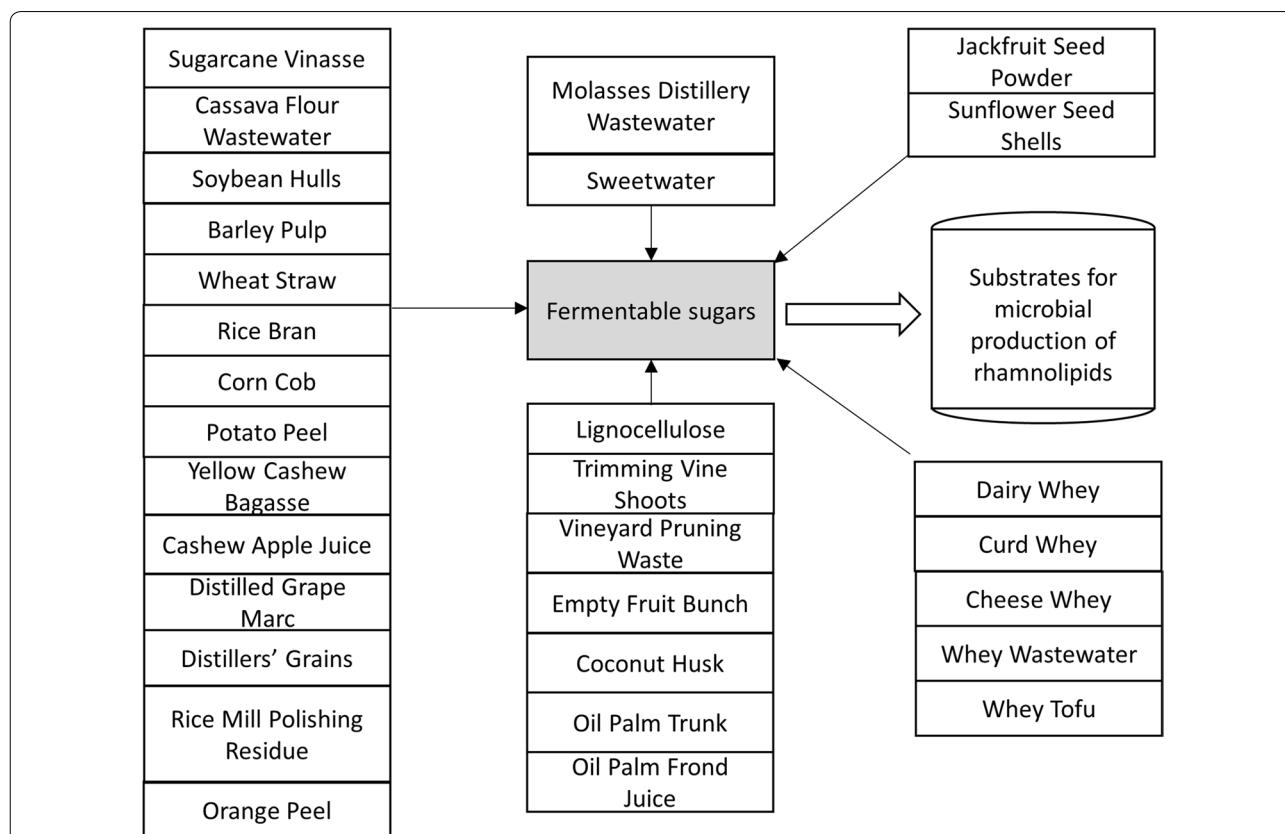 Sugarcane Vinasse
Cassava Flour
Wastewater
Soybean Hulls
Barley Pulp
Wheat Straw
Rice Bran
Corn Cob
Potato Peel
Yellow Cashew
Bagasse
Cashew Apple Juice
Distilled Grape
Marc
Distillers’ Grains
Rice Mill Polishing
Residue
Orange Peel
Molasses Distillery
Wastewater
Sweetwater
Fermentable sugars
Lignocellulose
Trimming Vine
Shoots
Vineyard Pruning
Waste
Empty Fruit Bunch
Coconut Husk
Oil Palm Trunk
Oil Palm Frond
Juice
Jackfruit Seed
Powder
Sunflower Seed
Shells
Substrates for
microbial
production of
rhamnolipids
Dairy Whey
Curd Whey
Cheese Whey
Whey Wastewater
Whey Tofu